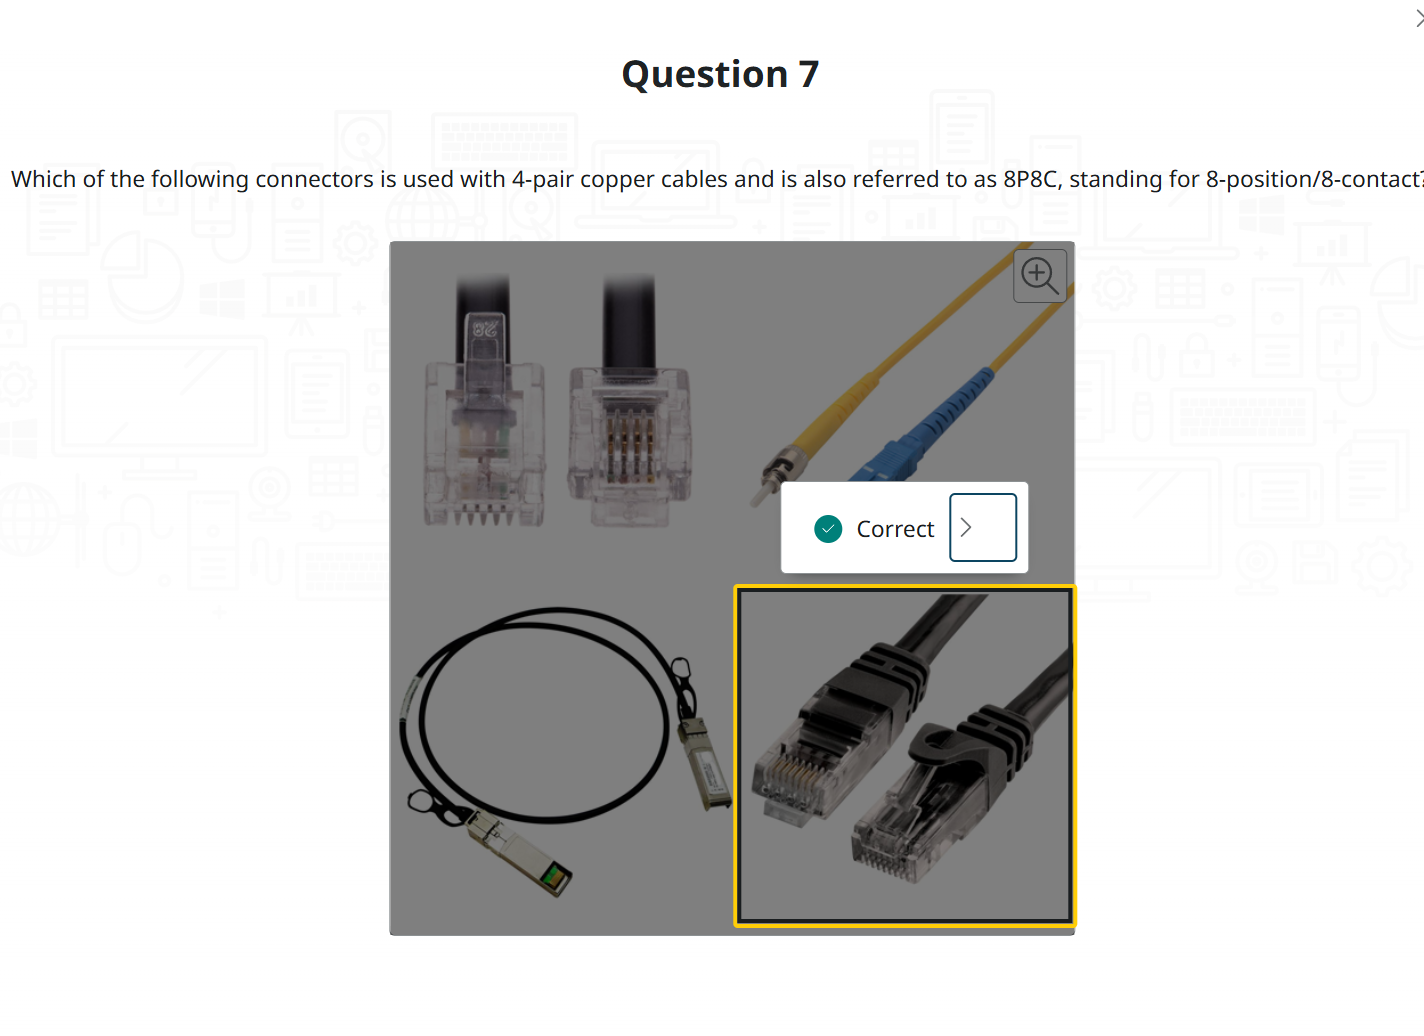 Question 7
Which of the following connectors is used with 4-pair copper cables and is also referred to as 8P8C, standing for 8-position/8-contact?
Correct